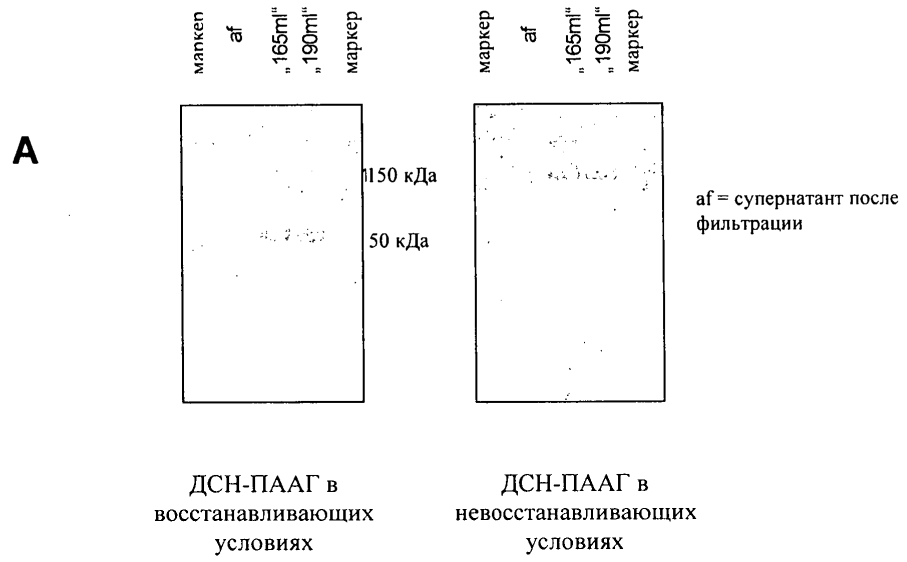 маркер
af
„165ml“
„190ml“
маркер
маркер
af
„165ml“
„190ml“
маркер
A
150 кДа
50 кДа
af = супернатант после
фильтрации
ДСН-ПААГ в
восстанавливающих
условиях
ДСН-ПААГ в
невосстанавливающих
условиях